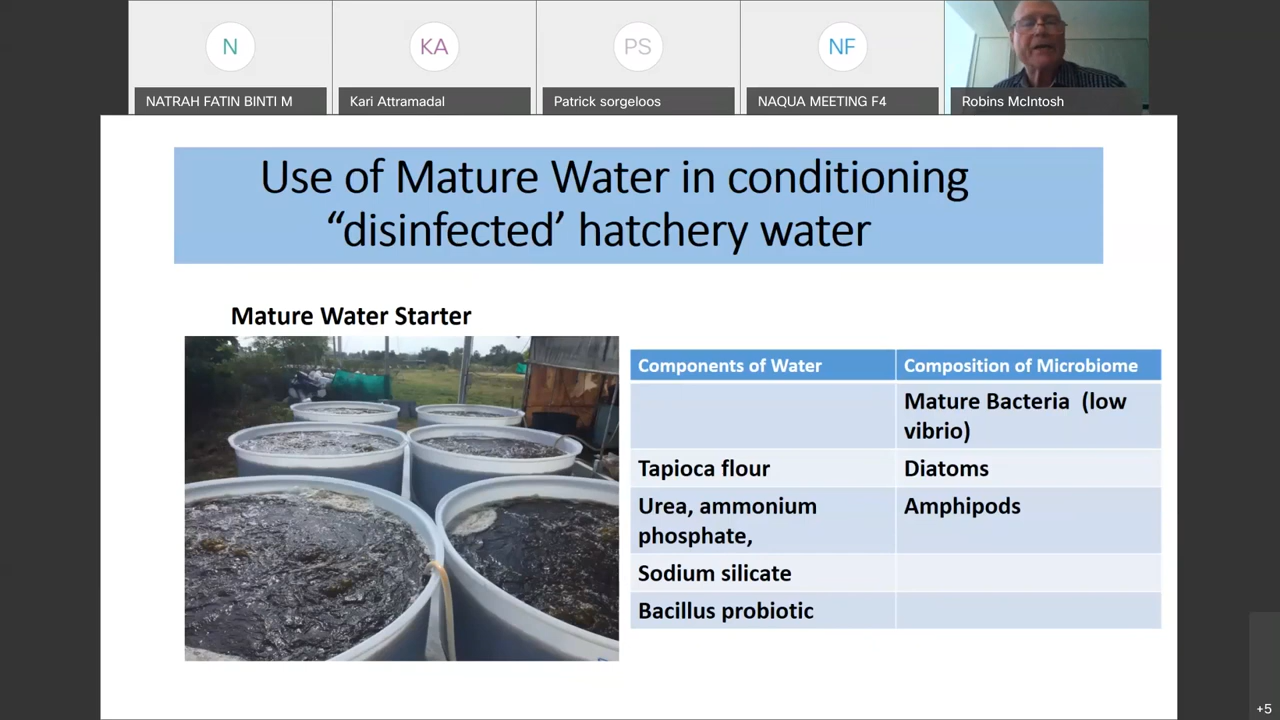 N
KA
PS
NF
NATRAH FATIN BINTI M
Kari Attramadal
Patrick sorgeloos
NAQUA MEETING F4
Robins McIntosh
Use of Mature Water in conditioning
“disinfected’ hatchery water
Mature Water Starter
Components of Water
Composition of Microbiome
Mature Bacteria (low
vibrio)
Tapioca flour
Diatoms
Urea, ammonium
phosphate,
Amphipods
Sodium silicate
Bacillus probiotic
+5